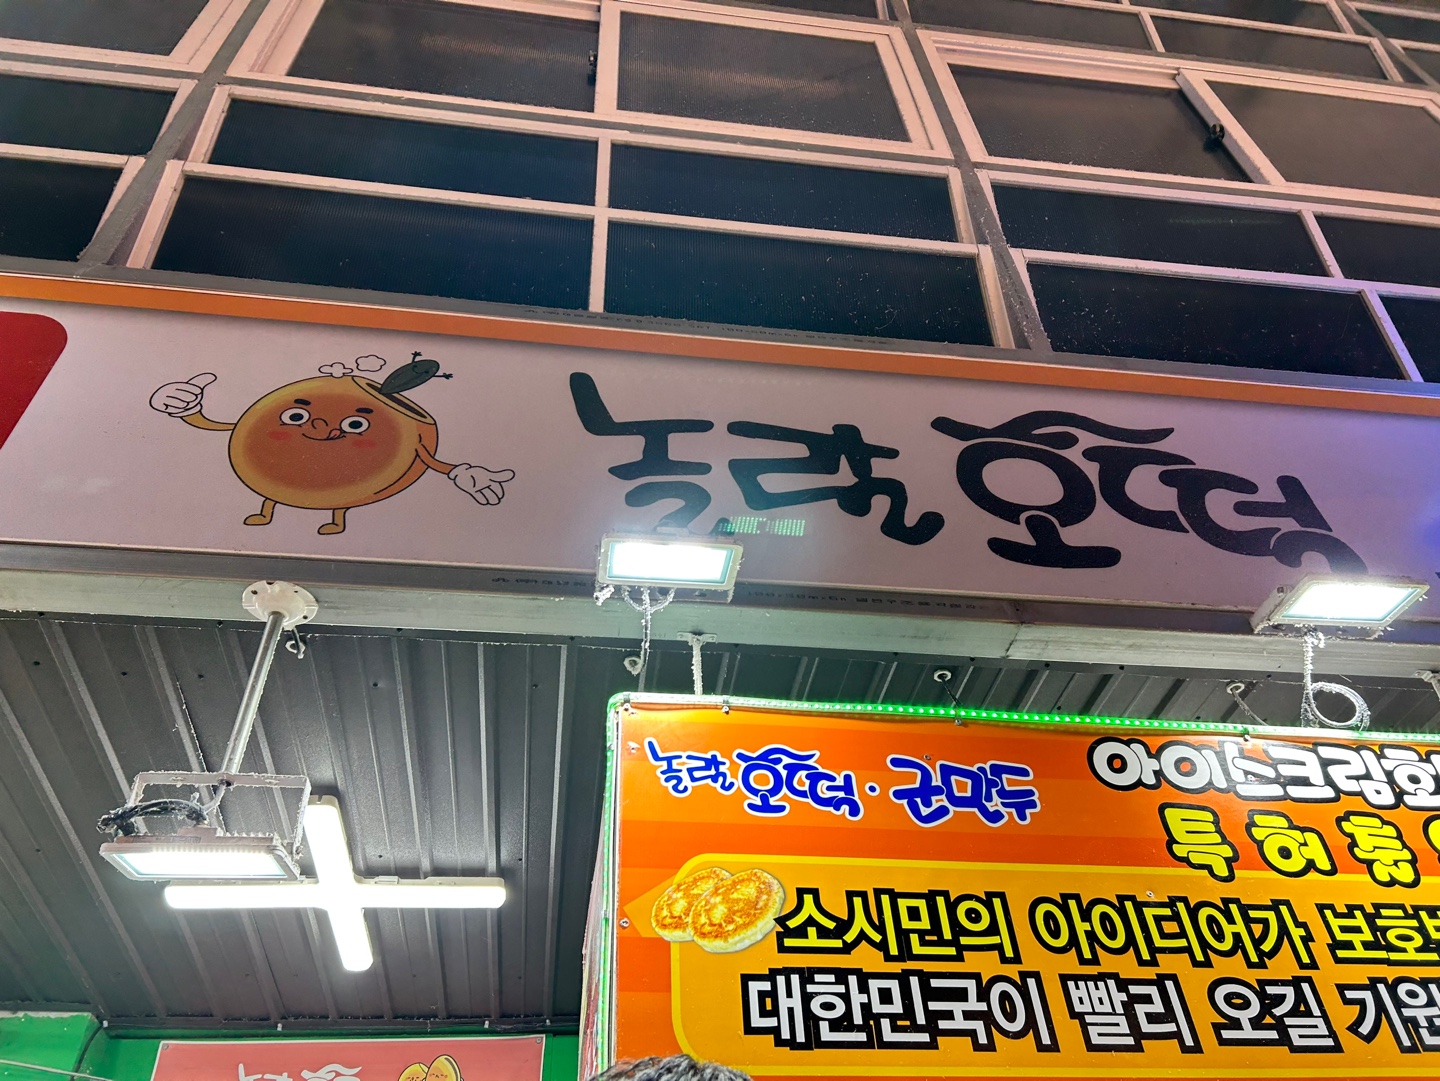 놀랄호떡
놀랄호떡·군만두
아이스크림호
특허출
소시민의 아이디어가
대한민국이 빨리 오길 기원
놀랄호